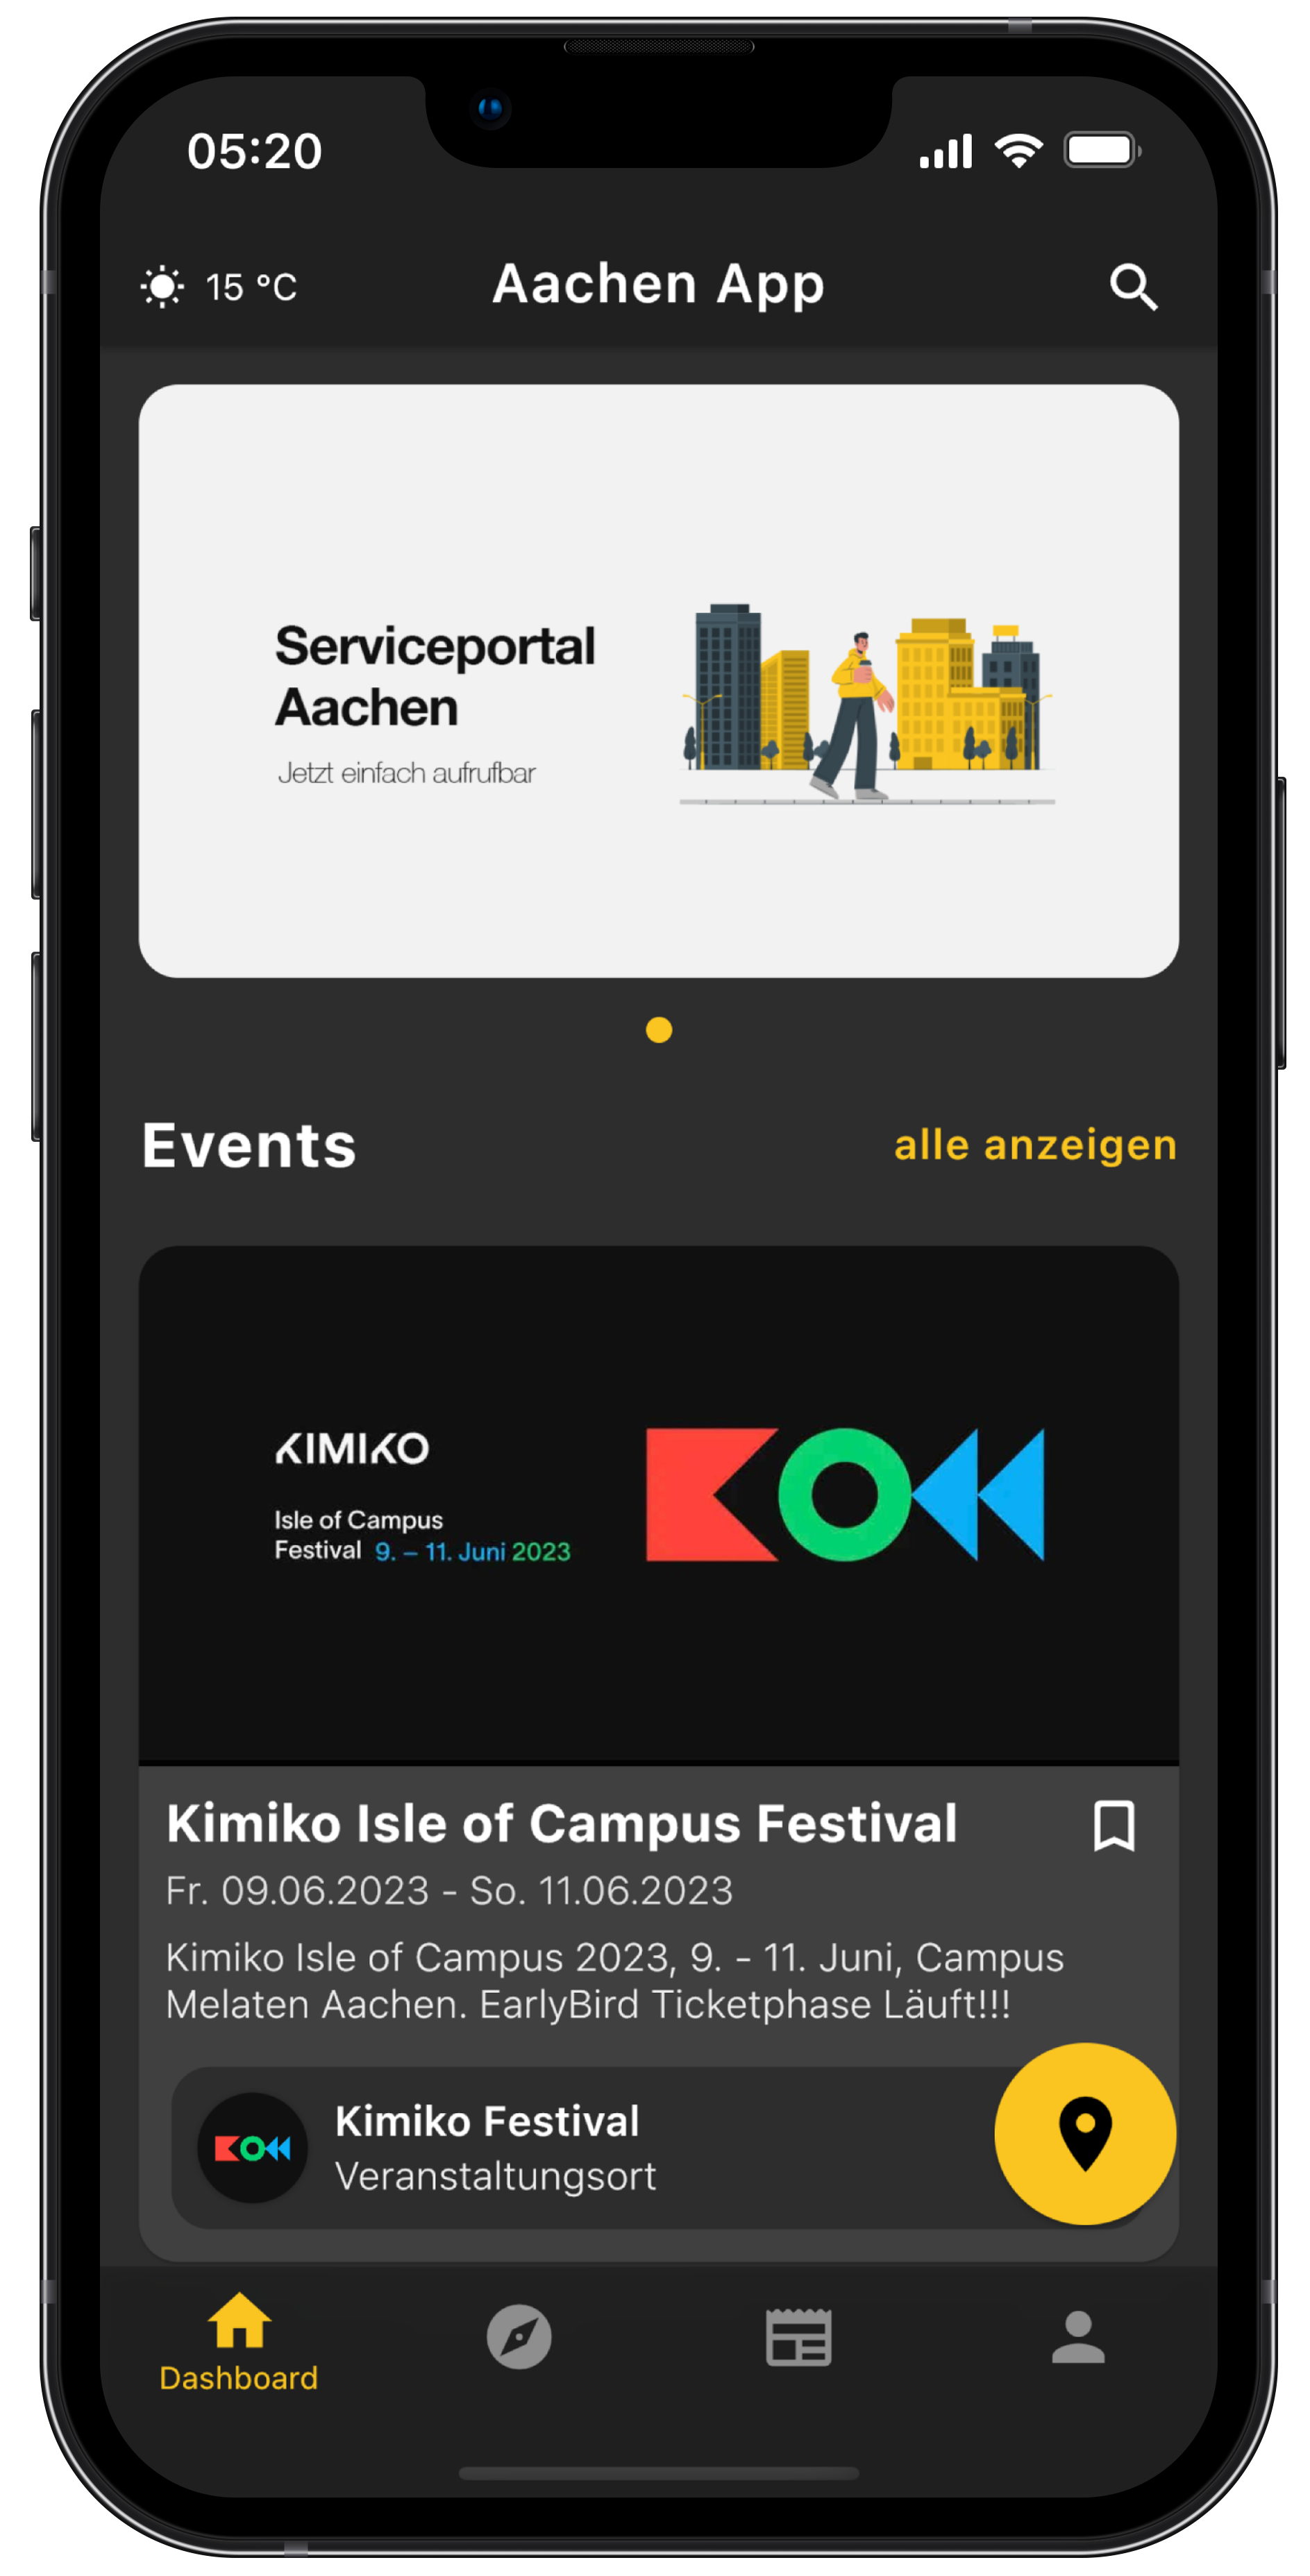 05:20
15 °C
Aachen App
Serviceportal
Aachen
Jetzt einfach aufrufbar
Events
alle anzeigen
KIMIKO
Isle of Campus
Festival 9. – 11. Juni 2023
KO
Kimiko Isle of Campus Festival
Fr. 09.06.2023 - So. 11.06.2023
Kimiko Isle of Campus 2023, 9. - 11. Juni, Campus
Melaten Aachen. EarlyBird Ticketphase Läuft!!!
KO
Kimiko Festival
Veranstaltungsort
Dashboard